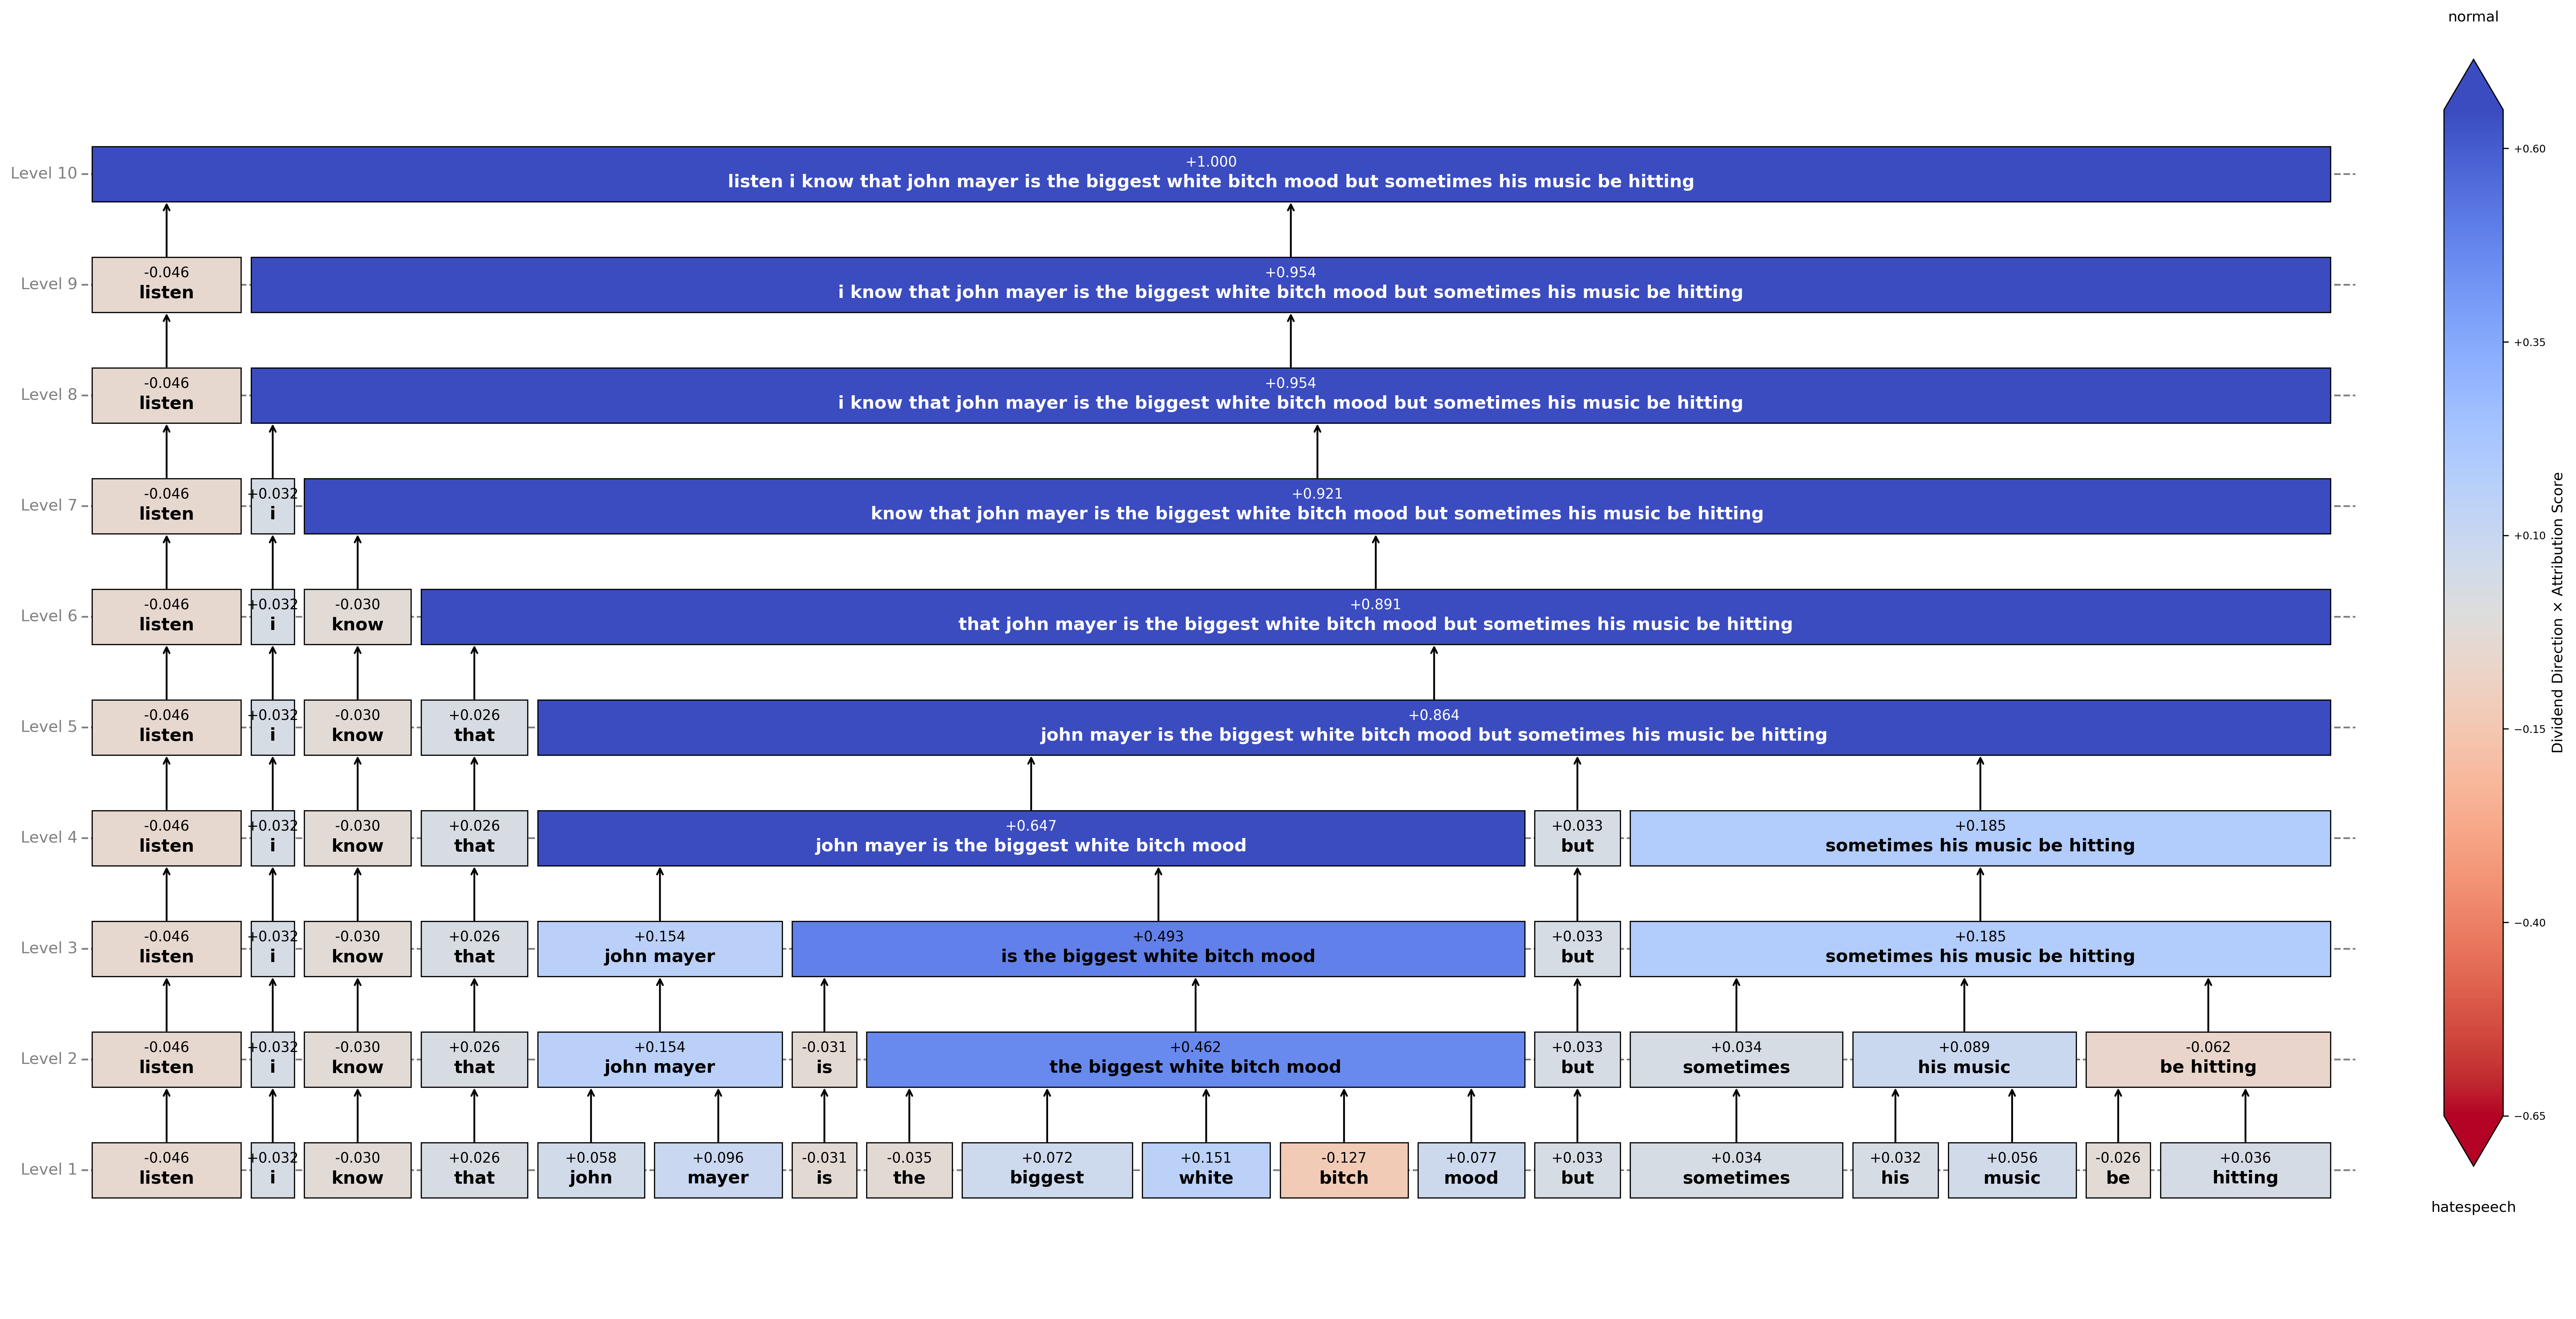 normal
Level 10
+1.000
listen i know that john mayer is the biggest white bitch mood but sometimes his music be hitting
Level 9
-0.046 +0.954
listen i know that john mayer is the biggest white bitch mood but sometimes his music be hitting
Level 8
-0.046 +0.954
listen i know that john mayer is the biggest white bitch mood but sometimes his music be hitting
Level 7
-0.046 +0.032 +0.921
listen i know that john mayer is the biggest white bitch mood but sometimes his music be hitting
Level 6
-0.046 +0.032 -0.030 +0.891
listen i know that john mayer is the biggest white bitch mood but sometimes his music be hitting
Level 5
-0.046 +0.032 -0.030 +0.026 +0.864
listen i know that john mayer is the biggest white bitch mood but sometimes his music be hitting
Level 4
-0.046 +0.032 -0.030 +0.026 +0.647 +0.033 +0.185
listen i know that john mayer is the biggest white bitch mood but sometimes his music be hitting
Level 3
-0.046 +0.032 -0.030 +0.026 +0.154 +0.493 +0.033 +0.185
listen i know that john mayer is the biggest white bitch mood but sometimes his music be hitting
Level 2
-0.046 +0.032 -0.030 +0.026 +0.154 -0.031 +0.462 +0.033 +0.034 +0.089 -0.062
listen i know that john mayer is the biggest white bitch mood but sometimes his music be hitting
Level 1
-0.046 +0.032 -0.030 +0.026 +0.058 +0.096 -0.031 -0.035 +0.072 +0.151 -0.127 +0.077 +0.033 +0.034 +0.032 +0.056 -0.026 +0.036
listen i know that john mayer is the biggest white bitch mood but sometimes his music be hitting
+0.60
+0.35
+0.10
−0.15
−0.40
−0.65
Dividend Direction × Attribution Score
hatespeech